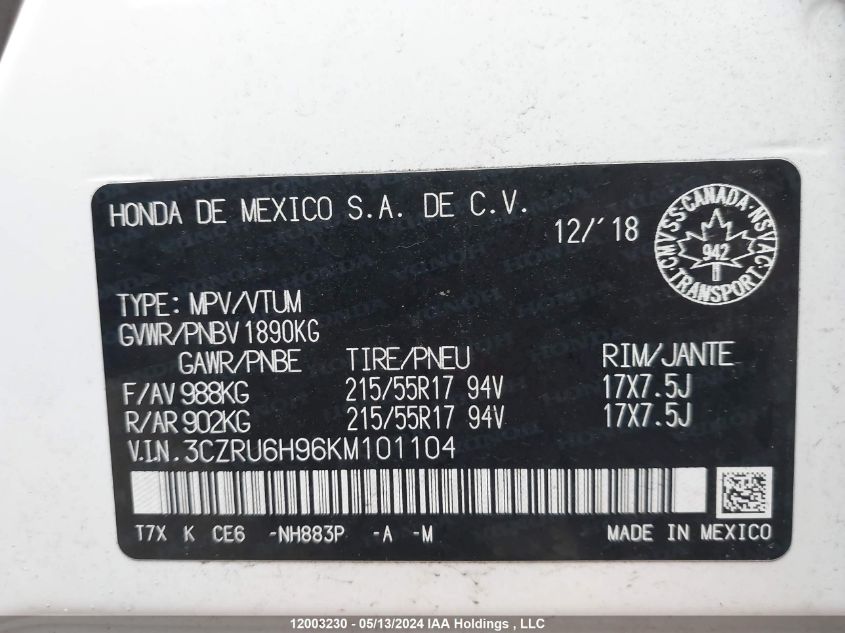 HONDA DE MEXICO S.A. DE C.V.
12/'18
CMVSS·CANADA·NSVAC·TRANSPORT
942
TYPE: MPV/VTUM
GVWR/PNBV 1890KG
GAWR/PNBE TIRE/PNEU RIM/JANTE
F/AV 988KG 215/55R17 94V 17X7.5J
R/AR 902KG 215/55R17 94V 17X7.5J
V.I.N. 3CZRU6H96KM101104
T7X K CE6 -NH883P -A -M MADE IN MEXICO
12003230 - 05/13/2024 IAA Holdings , LLC